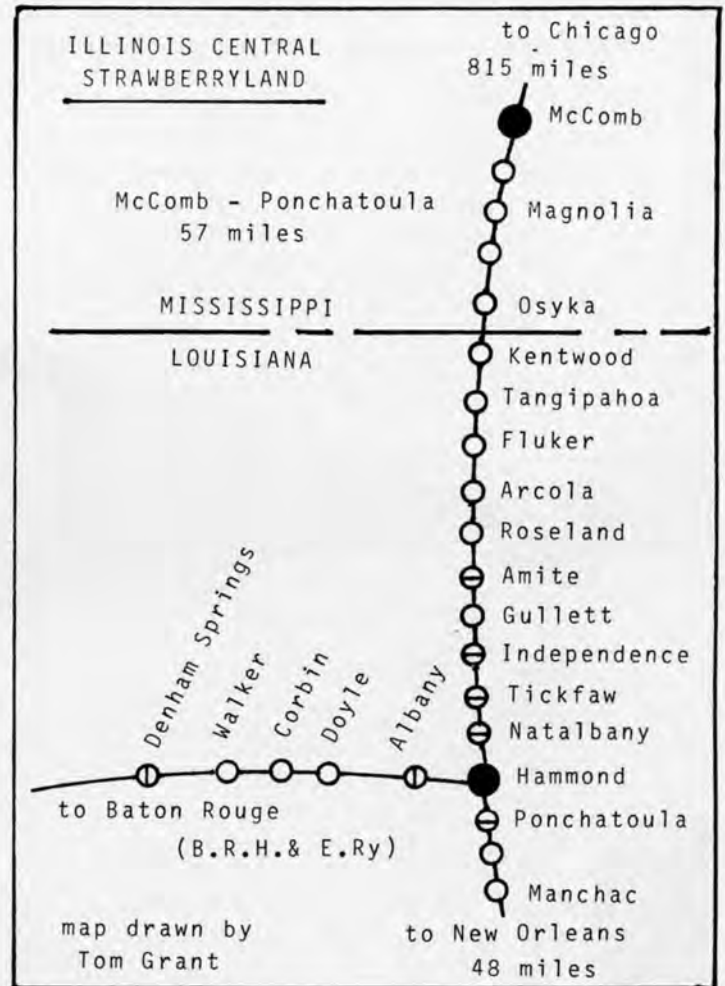 ILLINOIS CENTRAL
STRAWBERRYLAND
to Chicago
815 miles
McComb
McComb - Ponchatoula
57 miles
Magnolia
MISSISSIPPI
Osyka
LOUISIANA
Kentwood
Tangipahoa
Fluker
Arcola
Roseland
Amite
Gullett
Independence
Tickfaw
Natalbany
Denham Springs
Walker
Corbin
Doyle
Albany
Hammond
to Baton Rouge
(B.R.H.& E.Ry)
Ponchatoula
Manchac
map drawn by
Tom Grant
to New Orleans
48 miles